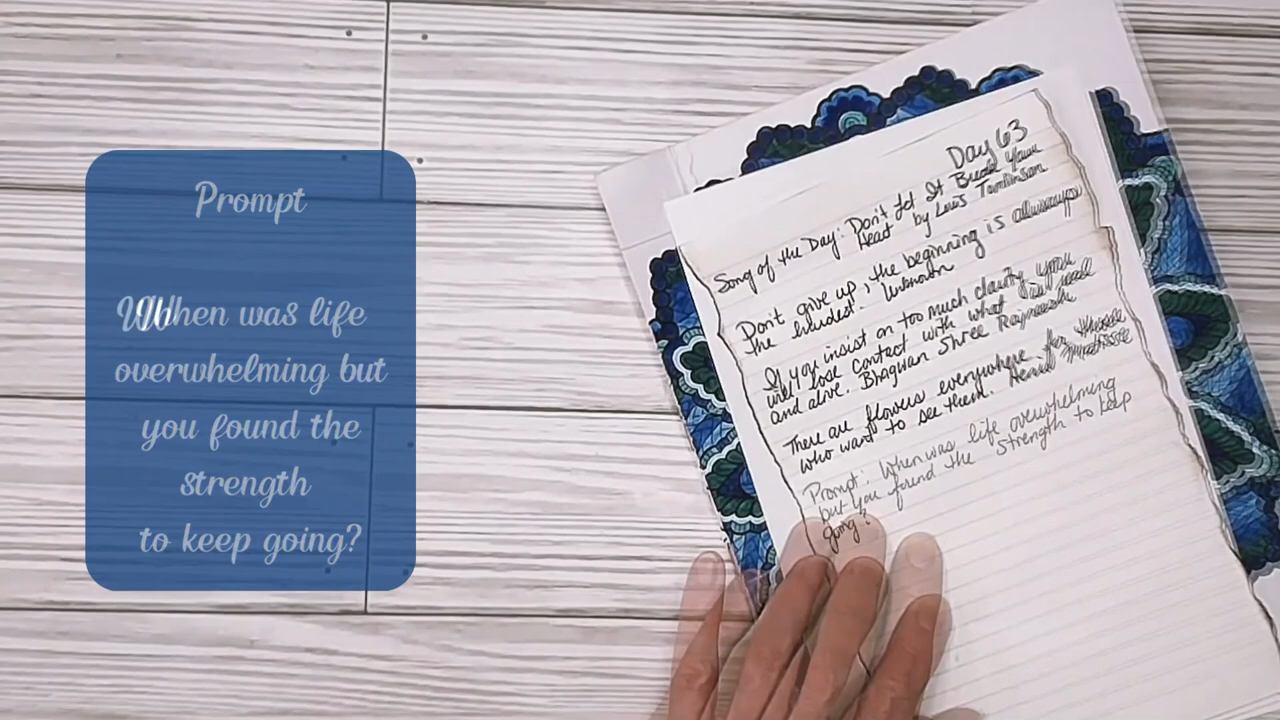 Prompt
When was life
overwhelming but
you found the
strength
to keep going?
Day 63
Song of the Day: Don't Let It Break Your
Heart by Louis Tomlinson
Don't give up, the beginning is always
the hardest. Unknown
If you insist on too much clarity you
will lose contact with what is real
and alive. Bhagwan Shree Rajneesh
There are flowers everywhere for those
who want to see them. Henri Matisse
Prompt: When was life overwhelming
but you found the strength to keep
going?